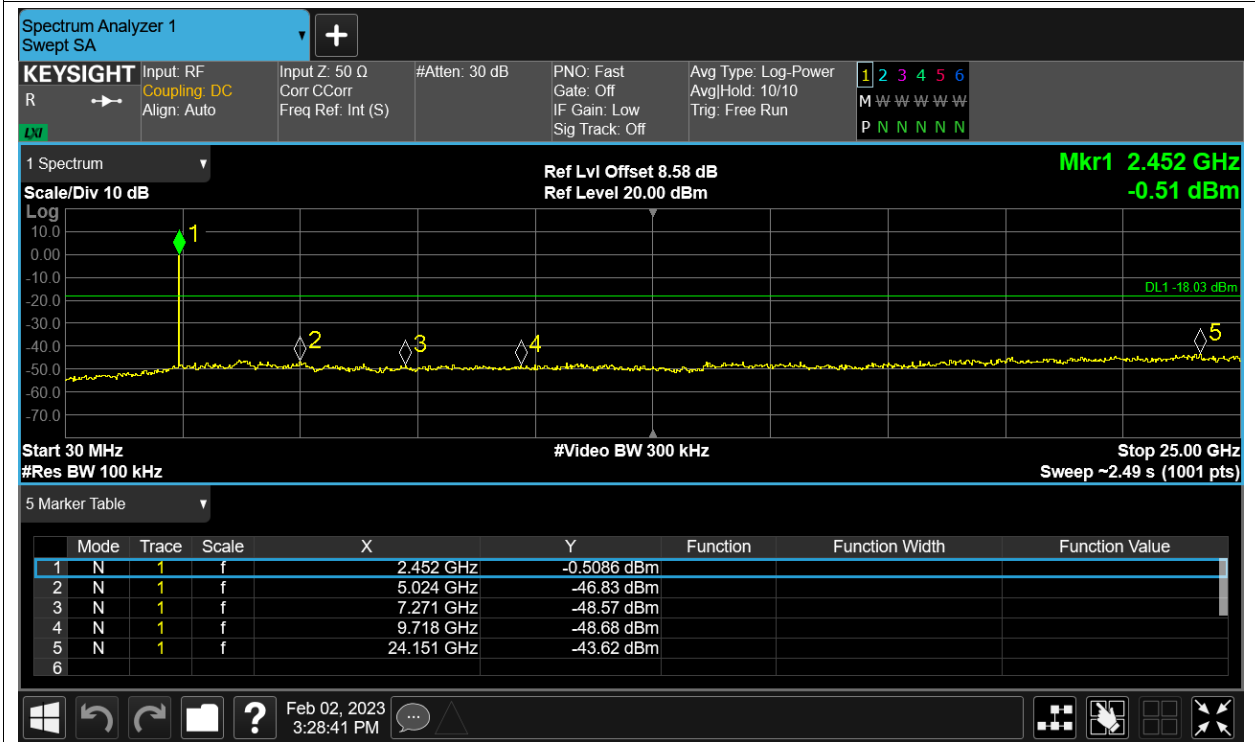 Spectrum Analyzer 1
Swept SA
+
KEYSIGHT
R
LXI
Input: RF
Coupling: DC
Align: Auto
Input Z: 50 Ω
Corr CCorr
Freq Ref: Int (S)
#Atten: 30 dB
PNO: Fast
Gate: Off
IF Gain: Low
Sig Track: Off
Avg Type: Log-Power
Avg|Hold: 10/10
Trig: Free Run
1 2 3 4 5 6
M W W W W W
P N N N N N
1 Spectrum
Scale/Div 10 dB
Ref Lvl Offset 8.58 dB
Ref Level 20.00 dBm
Mkr1 2.452 GHz
-0.51 dBm
Log
10.0
0.00
-10.0
-20.0
-30.0
-40.0
-50.0
-60.0
-70.0
1
2
3
4
5
DL1 -18.03 dBm
Start 30 MHz
#Video BW 300 kHz
Stop 25.00 GHz
#Res BW 100 kHz
Sweep ~2.49 s (1001 pts)
5 Marker Table
Mode Trace Scale X Y Function Function Width Function Value
1 N 1 f 2.452 GHz -0.5086 dBm
2 N 1 f 5.024 GHz -46.83 dBm
3 N 1 f 7.271 GHz -48.57 dBm
4 N 1 f 9.718 GHz -48.68 dBm
5 N 1 f 24.151 GHz -43.62 dBm
6
?
Feb 02, 2023
3:28:41 PM